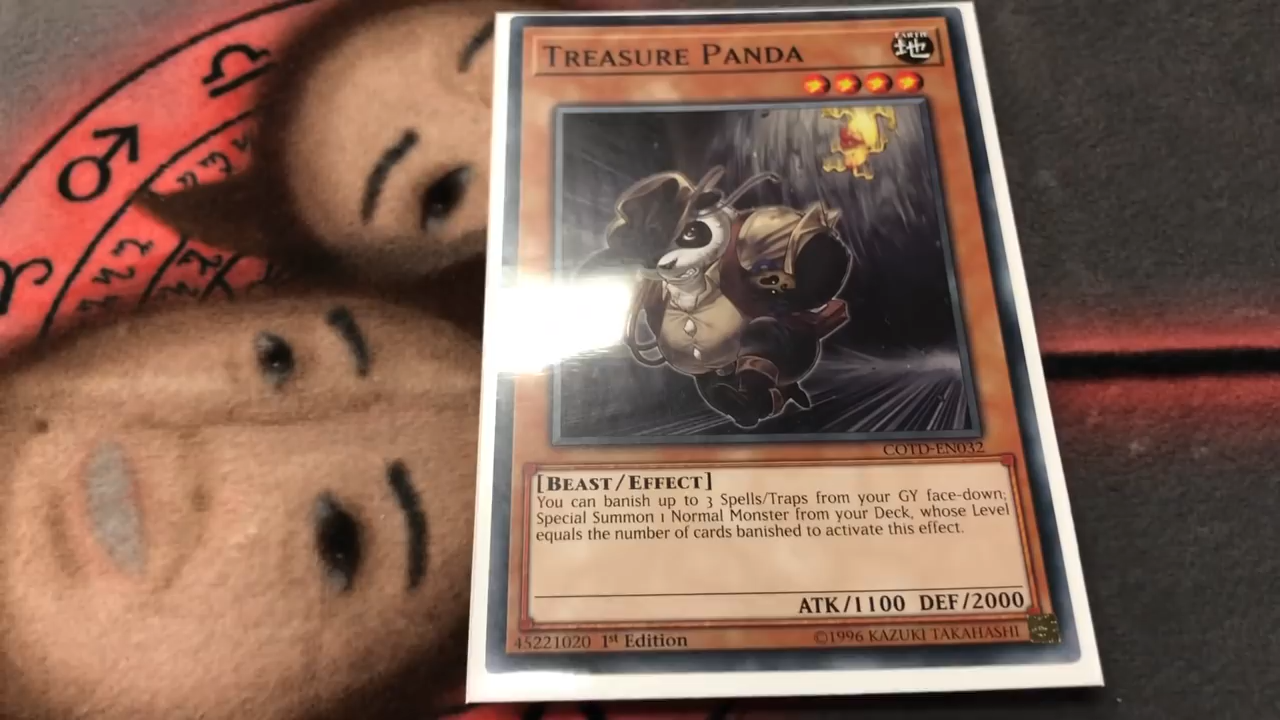 TREASURE PANDA
EARTH
地
COTD-EN032
[BEAST/EFFECT]
You can banish up to 3 Spells/Traps from your GY face-down;
Special Summon 1 Normal Monster from your Deck, whose Level
equals the number of cards banished to activate this effect.
ATK/1100 DEF/2000
45221020 1st Edition
©1996 KAZUKI TAKAHASHI